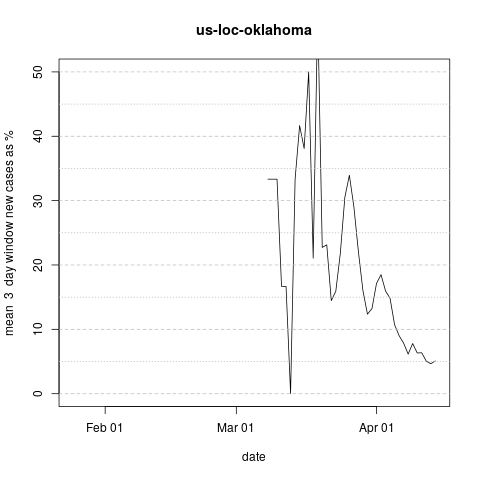 us-loc-oklahoma
mean 3 day window new cases as %
50
40
30
20
10
0
Feb 01
Mar 01
Apr 01
date